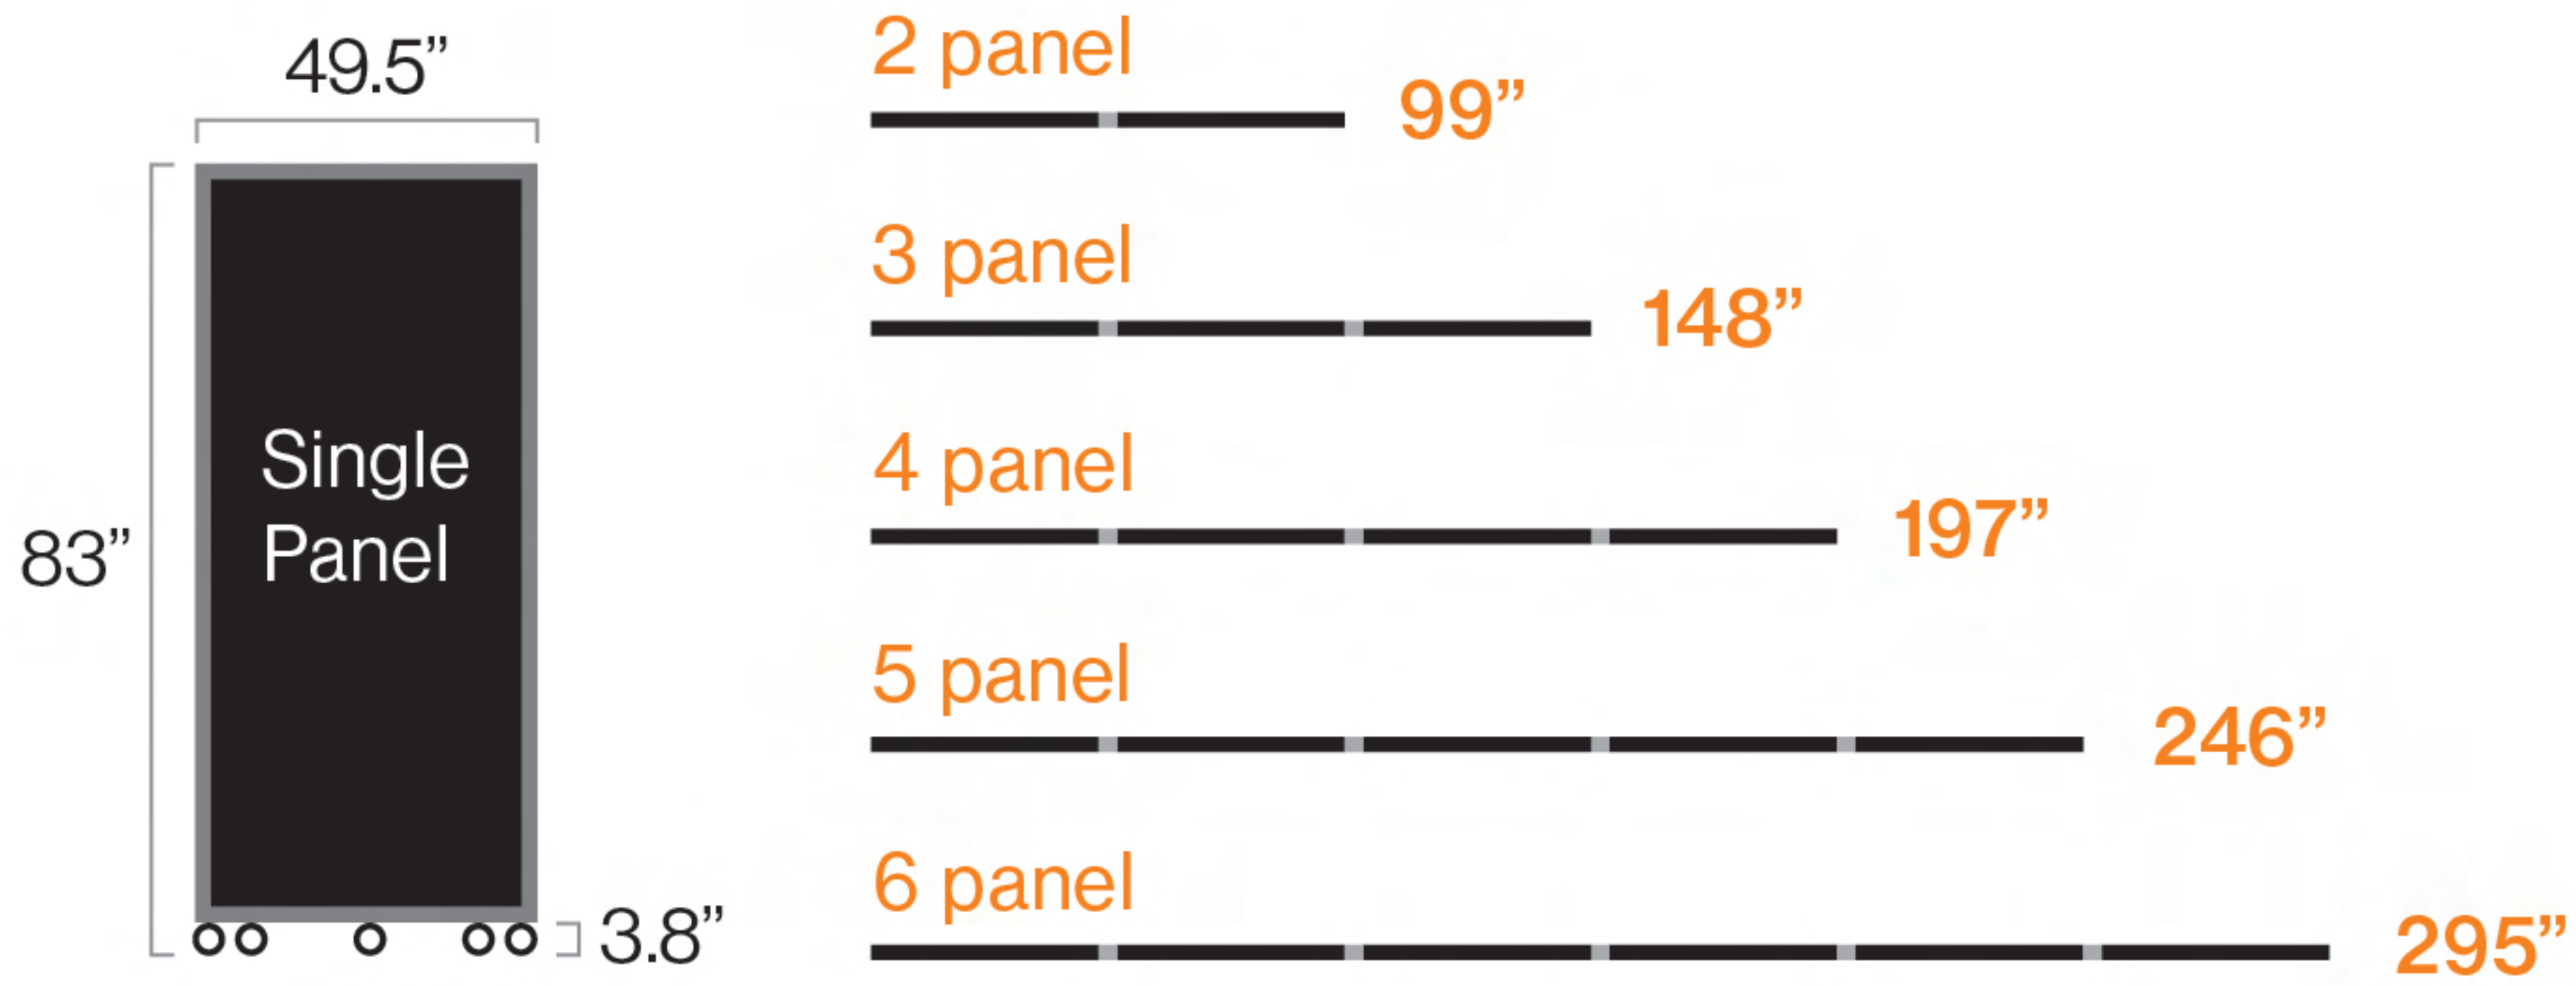 49.5”
83”
Single
Panel
3.8”
2 panel
99”
3 panel
148”
4 panel
197”
5 panel
246”
6 panel
295”